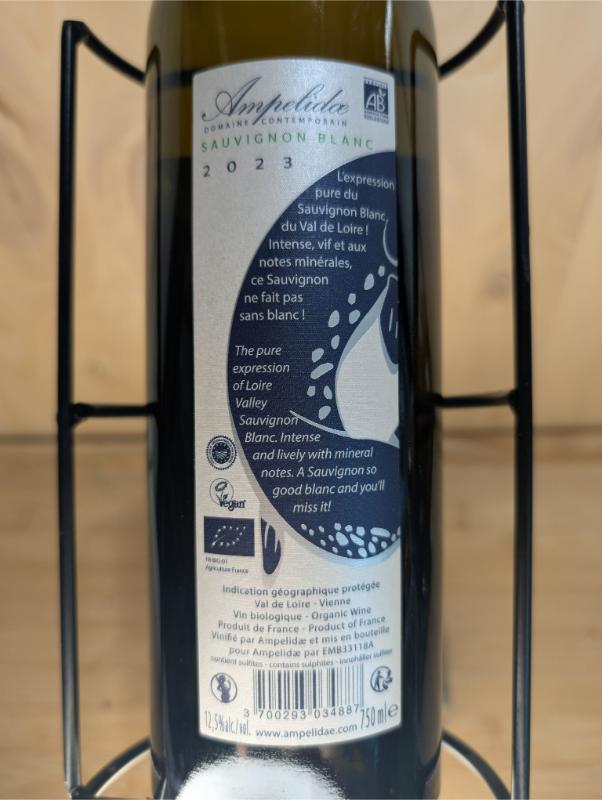 Ampelidæ
DOMAINE CONTEMPORAIN
AB
SAUVIGNON BLANC
2023
L'expression
pure du
Sauvignon Blanc
du Val de Loire !
Intense, vif et aux
notes minérales,
ce Sauvignon
ne fait pas
sans blanc !
The pure
expression
of Loire
Valley
Sauvignon
Blanc. Intense
and lively with mineral
notes. A Sauvignon so
good blanc and you'll
miss it!
Vegan
FR-BIO-01
Agriculture France
Indication géographique protégée
Val de Loire - Vienne
Vin biologique - Organic Wine
Produit de France - Product of France
Vinifié par Ampelidæ et mis en bouteille
pour Ampelidæ par EMB33118A
contient sulfites - contains sulphites - innehåller sulfiter
3 700293 034887
12,5%alc/vol. www.ampelidae.com 750 ml e